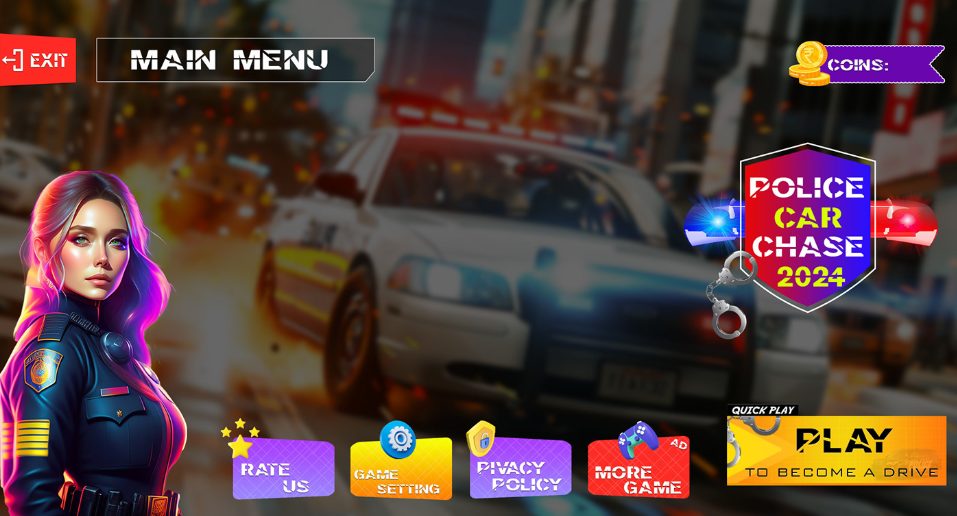 EXIT
MAIN MENU
COINS:
POLICE
CAR
CHASE
2024
RATE
US
GAME
SETTING
PIVACY
POLICY
AD
MORE
GAME
QUICK PLAY
PLAY
TO BECOME A DRIVE